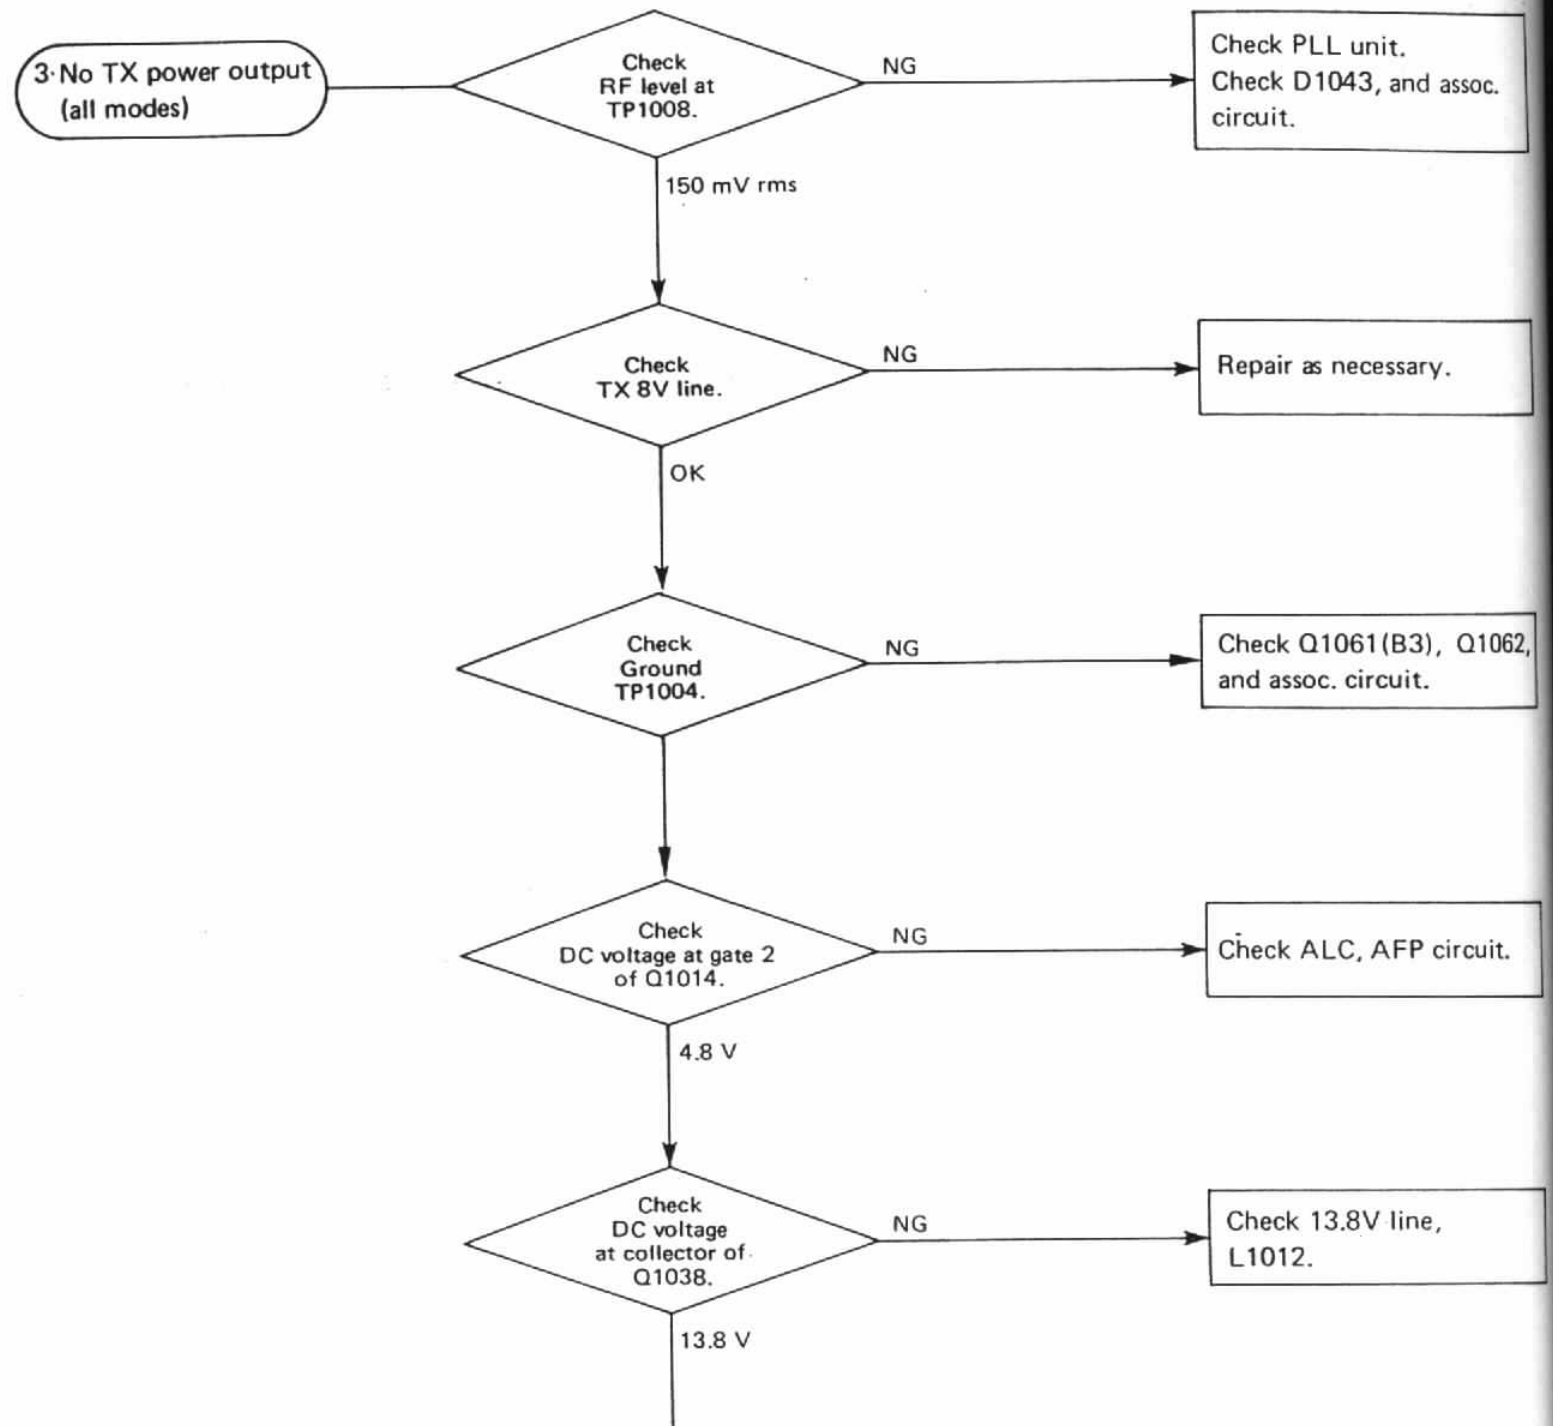 3. No TX power output
(all modes)
Check
RF level at
TP1008.
NG
Check PLL unit.
Check D1043, and assoc.
circuit.
150 mV rms
Check
TX 8V line.
NG
Repair as necessary.
OK
Check
Ground
TP1004.
NG
Check Q1061(B3), Q1062,
and assoc. circuit.
Check
DC voltage at gate 2
of Q1014.
NG
Check ALC, AFP circuit.
4.8 V
Check
DC voltage
at collector of
Q1038.
NG
Check 13.8V line,
L1012.
13.8 V